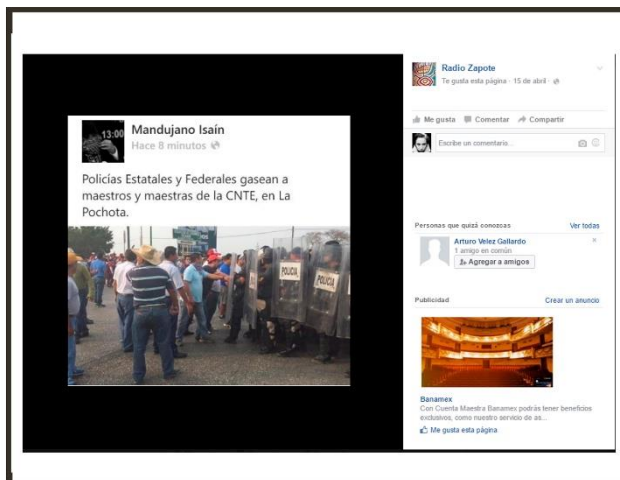 Radio Zapote
Te gusta esta página · 15 de abril ·
Me gusta Comentar Compartir
Escribe un comentario...
13:00
Mandujano Isaín
Hace 8 minutos
Policías Estatales y Federales gasean a
maestros y maestras de la CNTE, en La
Pochota.
POLICIA
POLICIA
Personas que quizá conozcas Ver todas
Arturo Velez Gallardo
1 amigo en común
Agregar a amigos
Publicidad Crear un anuncio
Banamex
Con Cuenta Maestra Banamex podrás tener beneficios
exclusivos, como nuestro servicio de as...
Me gusta esta página